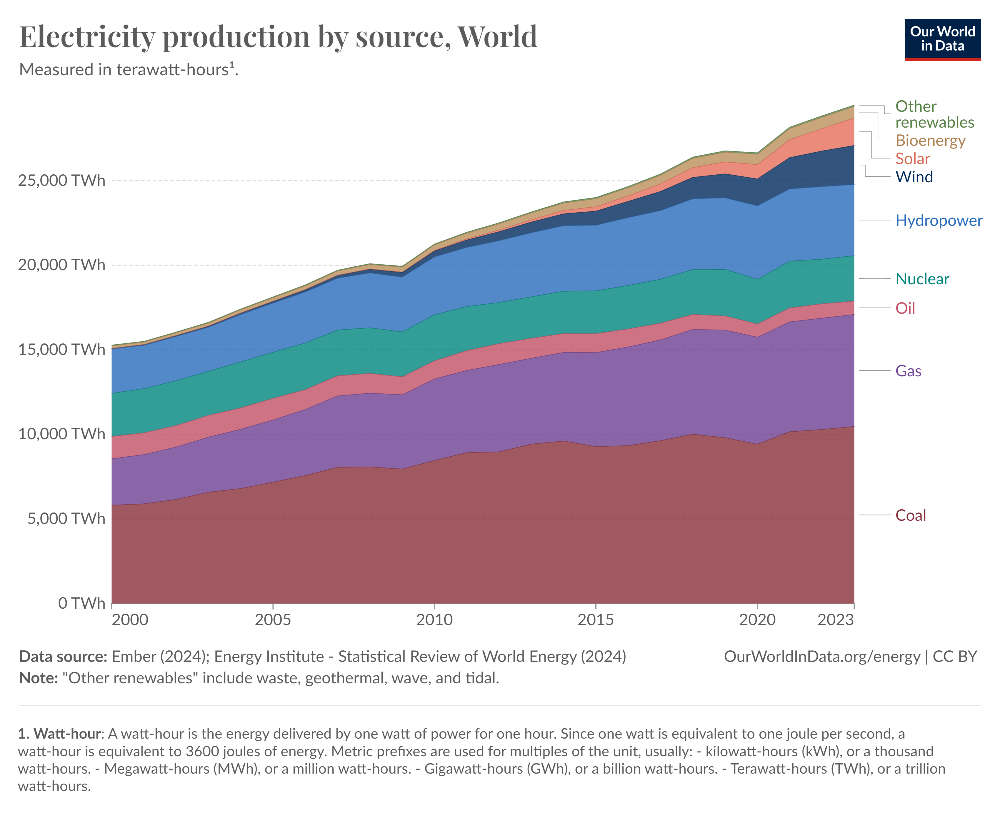 Electricity production by source, World
Measured in terawatt-hours¹.
Our World
in Data
Other
renewables
Bioenergy
Solar
Wind
25,000 TWh
Hydropower
20,000 TWh
Nuclear
Oil
15,000 TWh
Gas
10,000 TWh
5,000 TWh
Coal
0 TWh
2000 2005 2010 2015 2020 2023
Data source: Ember (2024); Energy Institute - Statistical Review of World Energy (2024)
OurWorldInData.org/energy | CC BY
Note: "Other renewables" include waste, geothermal, wave, and tidal.
1. Watt-hour: A watt-hour is the energy delivered by one watt of power for one hour. Since one watt is equivalent to one joule per second, a
watt-hour is equivalent to 3600 joules of energy. Metric prefixes are used for multiples of the unit, usually: - kilowatt-hours (kWh), or a thousand
watt-hours. - Megawatt-hours (MWh), or a million watt-hours. - Gigawatt-hours (GWh), or a billion watt-hours. - Terawatt-hours (TWh), or a trillion
watt-hours.